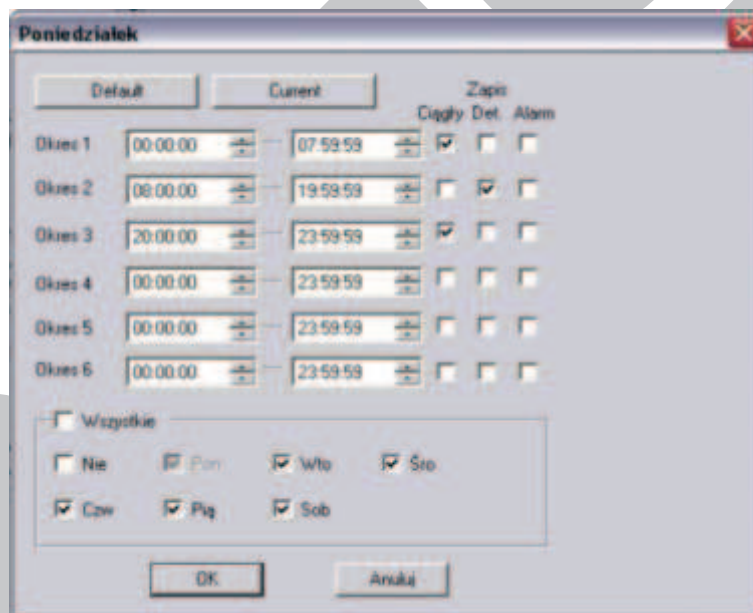 Poniedziałek
Default Current Zapis
Ciągły Det. Alarm
Okres 1 00:00:00 07:59:59
Okres 2 08:00:00 19:59:59
Okres 3 20:00:00 23:59:59
Okres 4 00:00:00 23:59:59
Okres 5 00:00:00 23:59:59
Okres 6 00:00:00 23:59:59
Wszystkie
Nie Pon Wto Śro
Czw Pią Sob
OK Anuluj